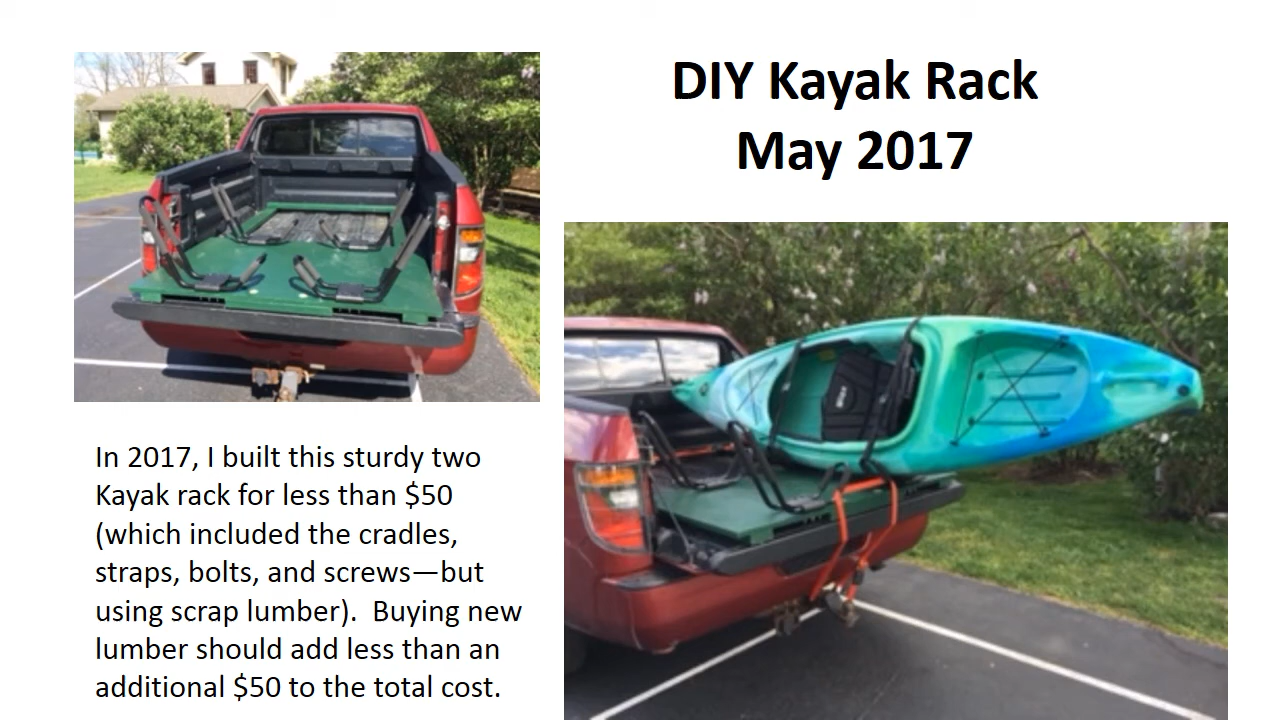 DIY Kayak Rack
May 2017
In 2017, I built this sturdy two
Kayak rack for less than $50
(which included the cradles,
straps, bolts, and screws—but
using scrap lumber).  Buying new
lumber should add less than an
additional $50 to the total cost.